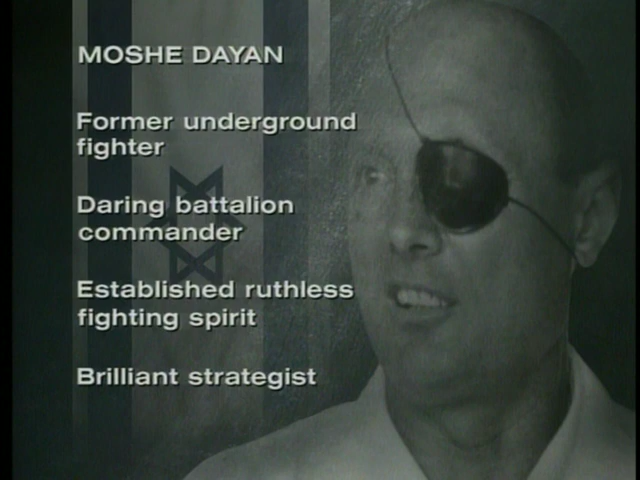 MOSHE DAYAN
Former underground
fighter
Daring battalion
commander
Established ruthless
fighting spirit
Brilliant strategist